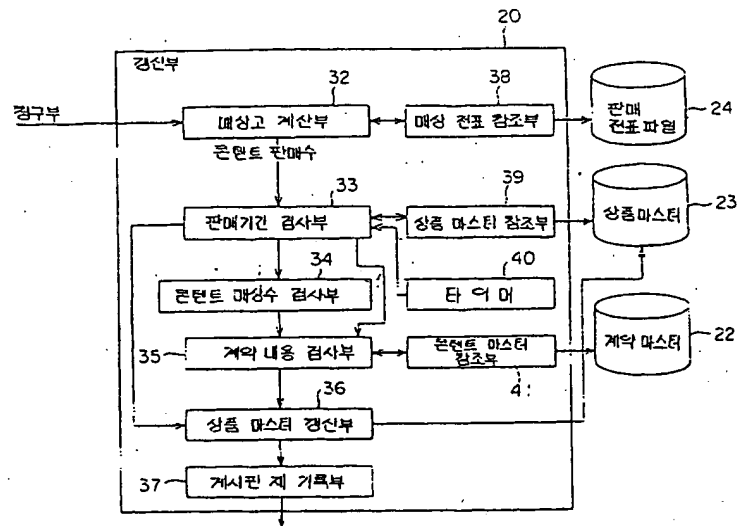 20
갱신부
32
38
청구부
매상고 계산부
매상 전표 참조부
판매
전표파일
24
콘텐트 판매수
33
39
판매기간 검사부
상품 마스터 참조부
상품마스터
23
34
40
콘텐트 매상수 검사부
타이머
35
계약 내용 검사부
콘텐트 마스터
참조부
계약 마스터
22
36
상품 마스터 갱신부
37
게시판 재 기록부